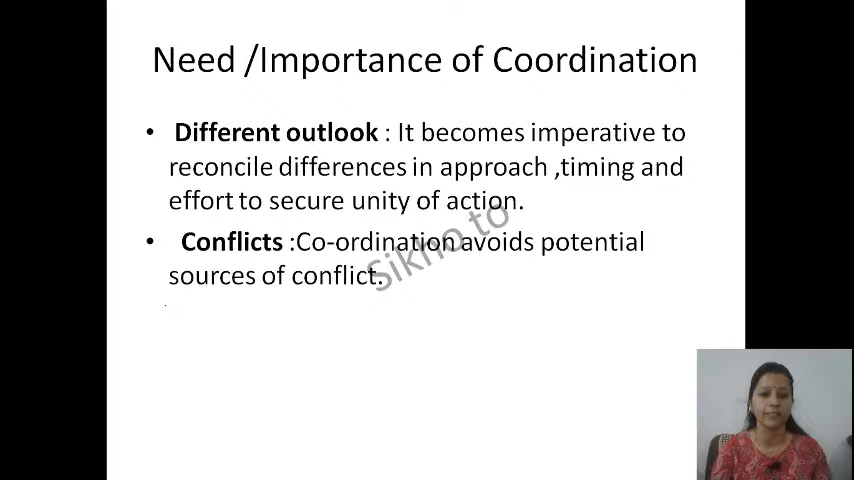 Need /Importance of Coordination
• Different outlook : It becomes imperative to
reconcile differences in approach ,timing and
effort to secure unity of action.
• Conflicts :Co-ordination avoids potential
sources of conflict.
Sikho to